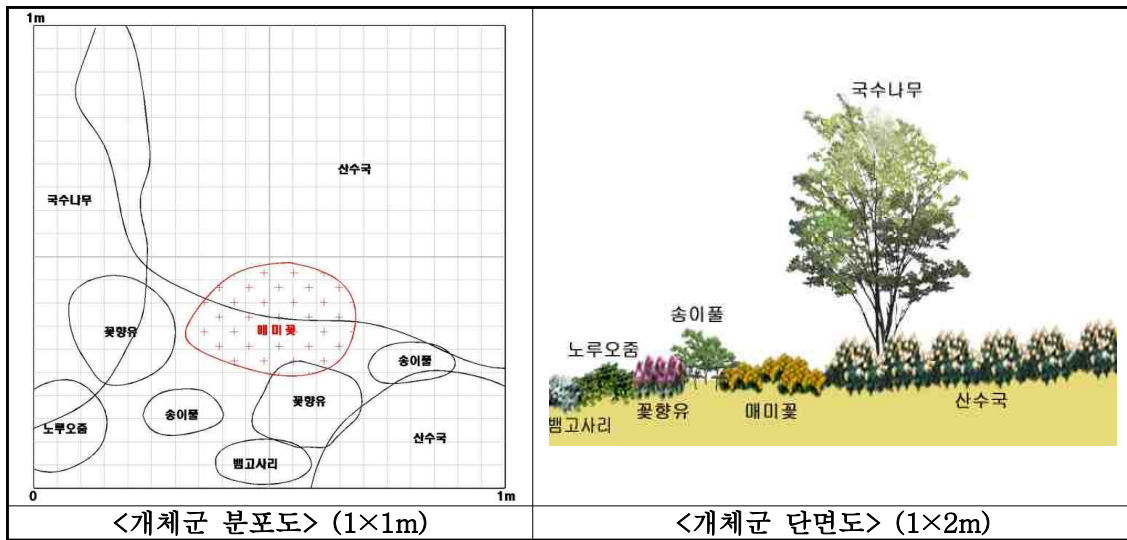 1m
국수나무
산수국
꽃향유
매미꽃
송이풀
노루오줌
송이풀
꽃향유
산수국
뱀고사리
0
1m
국수나무
송이풀
노루오줌
뱀고사리
꽃향유
매미꽃
산수국
<개체군 분포도> (1×1m)
<개체군 단면도> (1×2m)